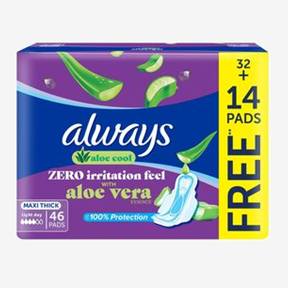 32
+
14
PADS
FREE
always
aloe cool
ZERO irritation feel
WITH
aloe vera
ESSENCE
100% Protection
MAXI THICK
Light day
46
PADS